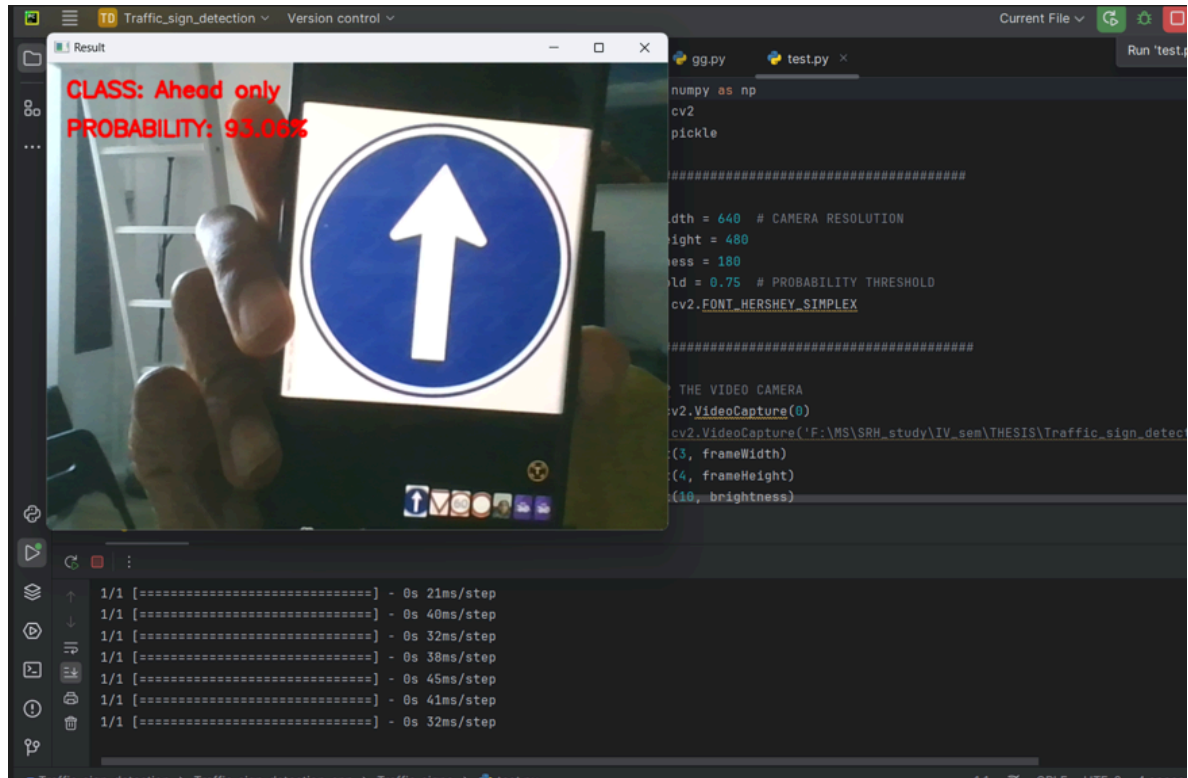 TD Traffic_sign_detection Version control Current File
Result
gg.py test.py Run 'test.p
CLASS: Ahead only
PROBABILITY: 93.06%
numpy as np
cv2
pickle
######################################
dth = 640 # CAMERA RESOLUTION
ight = 480
ess = 180
ld = 0.75 # PROBABILITY THRESHOLD
cv2.FONT_HERSHEY_SIMPLEX
#######################################
THE VIDEO CAMERA
v2.VideoCapture(0)
cv2.VideoCapture('F:\MS\SRH_study\IV_sem\THESIS\Traffic_sign_detect
(3, frameWidth)
(4, frameHeight)
(10, brightness)
1/1 [==============================] - 0s 21ms/step
1/1 [==============================] - 0s 40ms/step
1/1 [==============================] - 0s 32ms/step
1/1 [==============================] - 0s 38ms/step
1/1 [==============================] - 0s 45ms/step
1/1 [==============================] - 0s 41ms/step
1/1 [==============================] - 0s 32ms/step